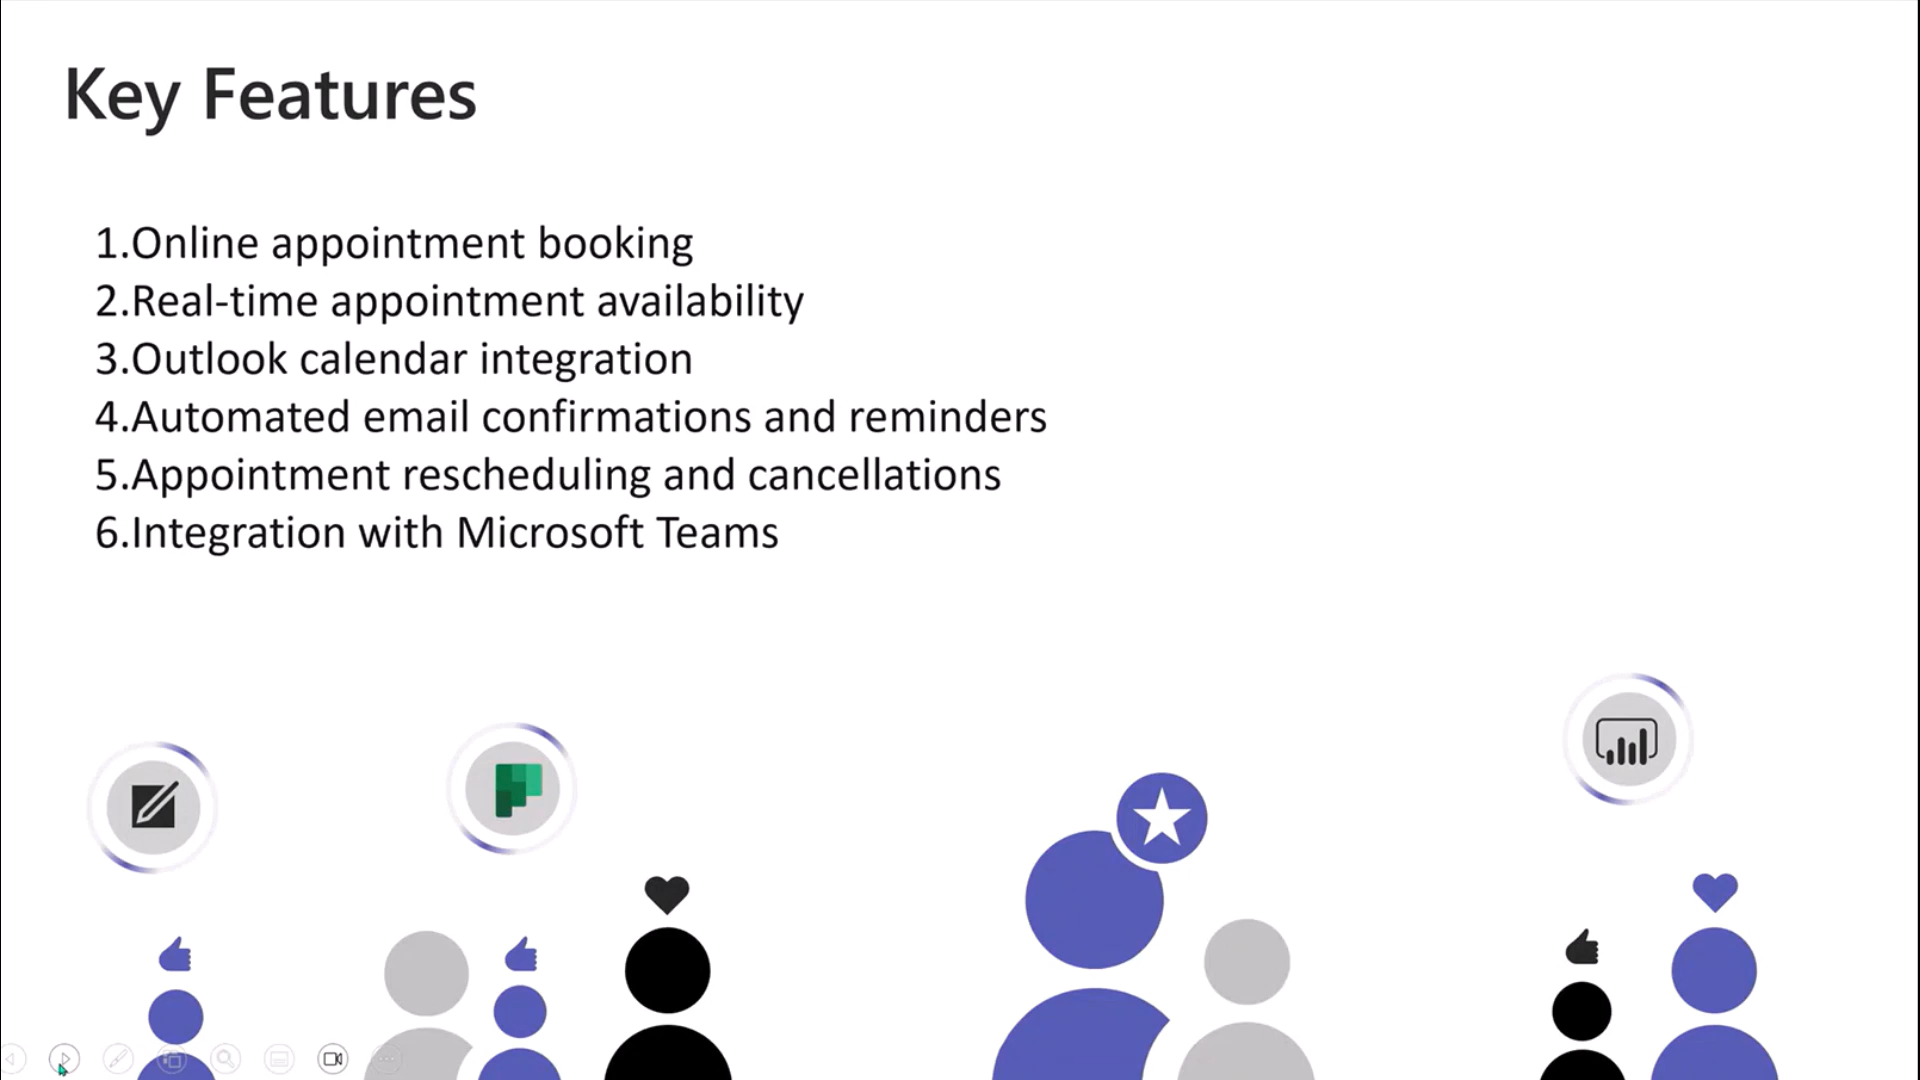 Key Features
1.Online appointment booking
2.Real-time appointment availability
3.Outlook calendar integration
4.Automated email confirmations and reminders
5.Appointment rescheduling and cancellations
6.Integration with Microsoft Teams